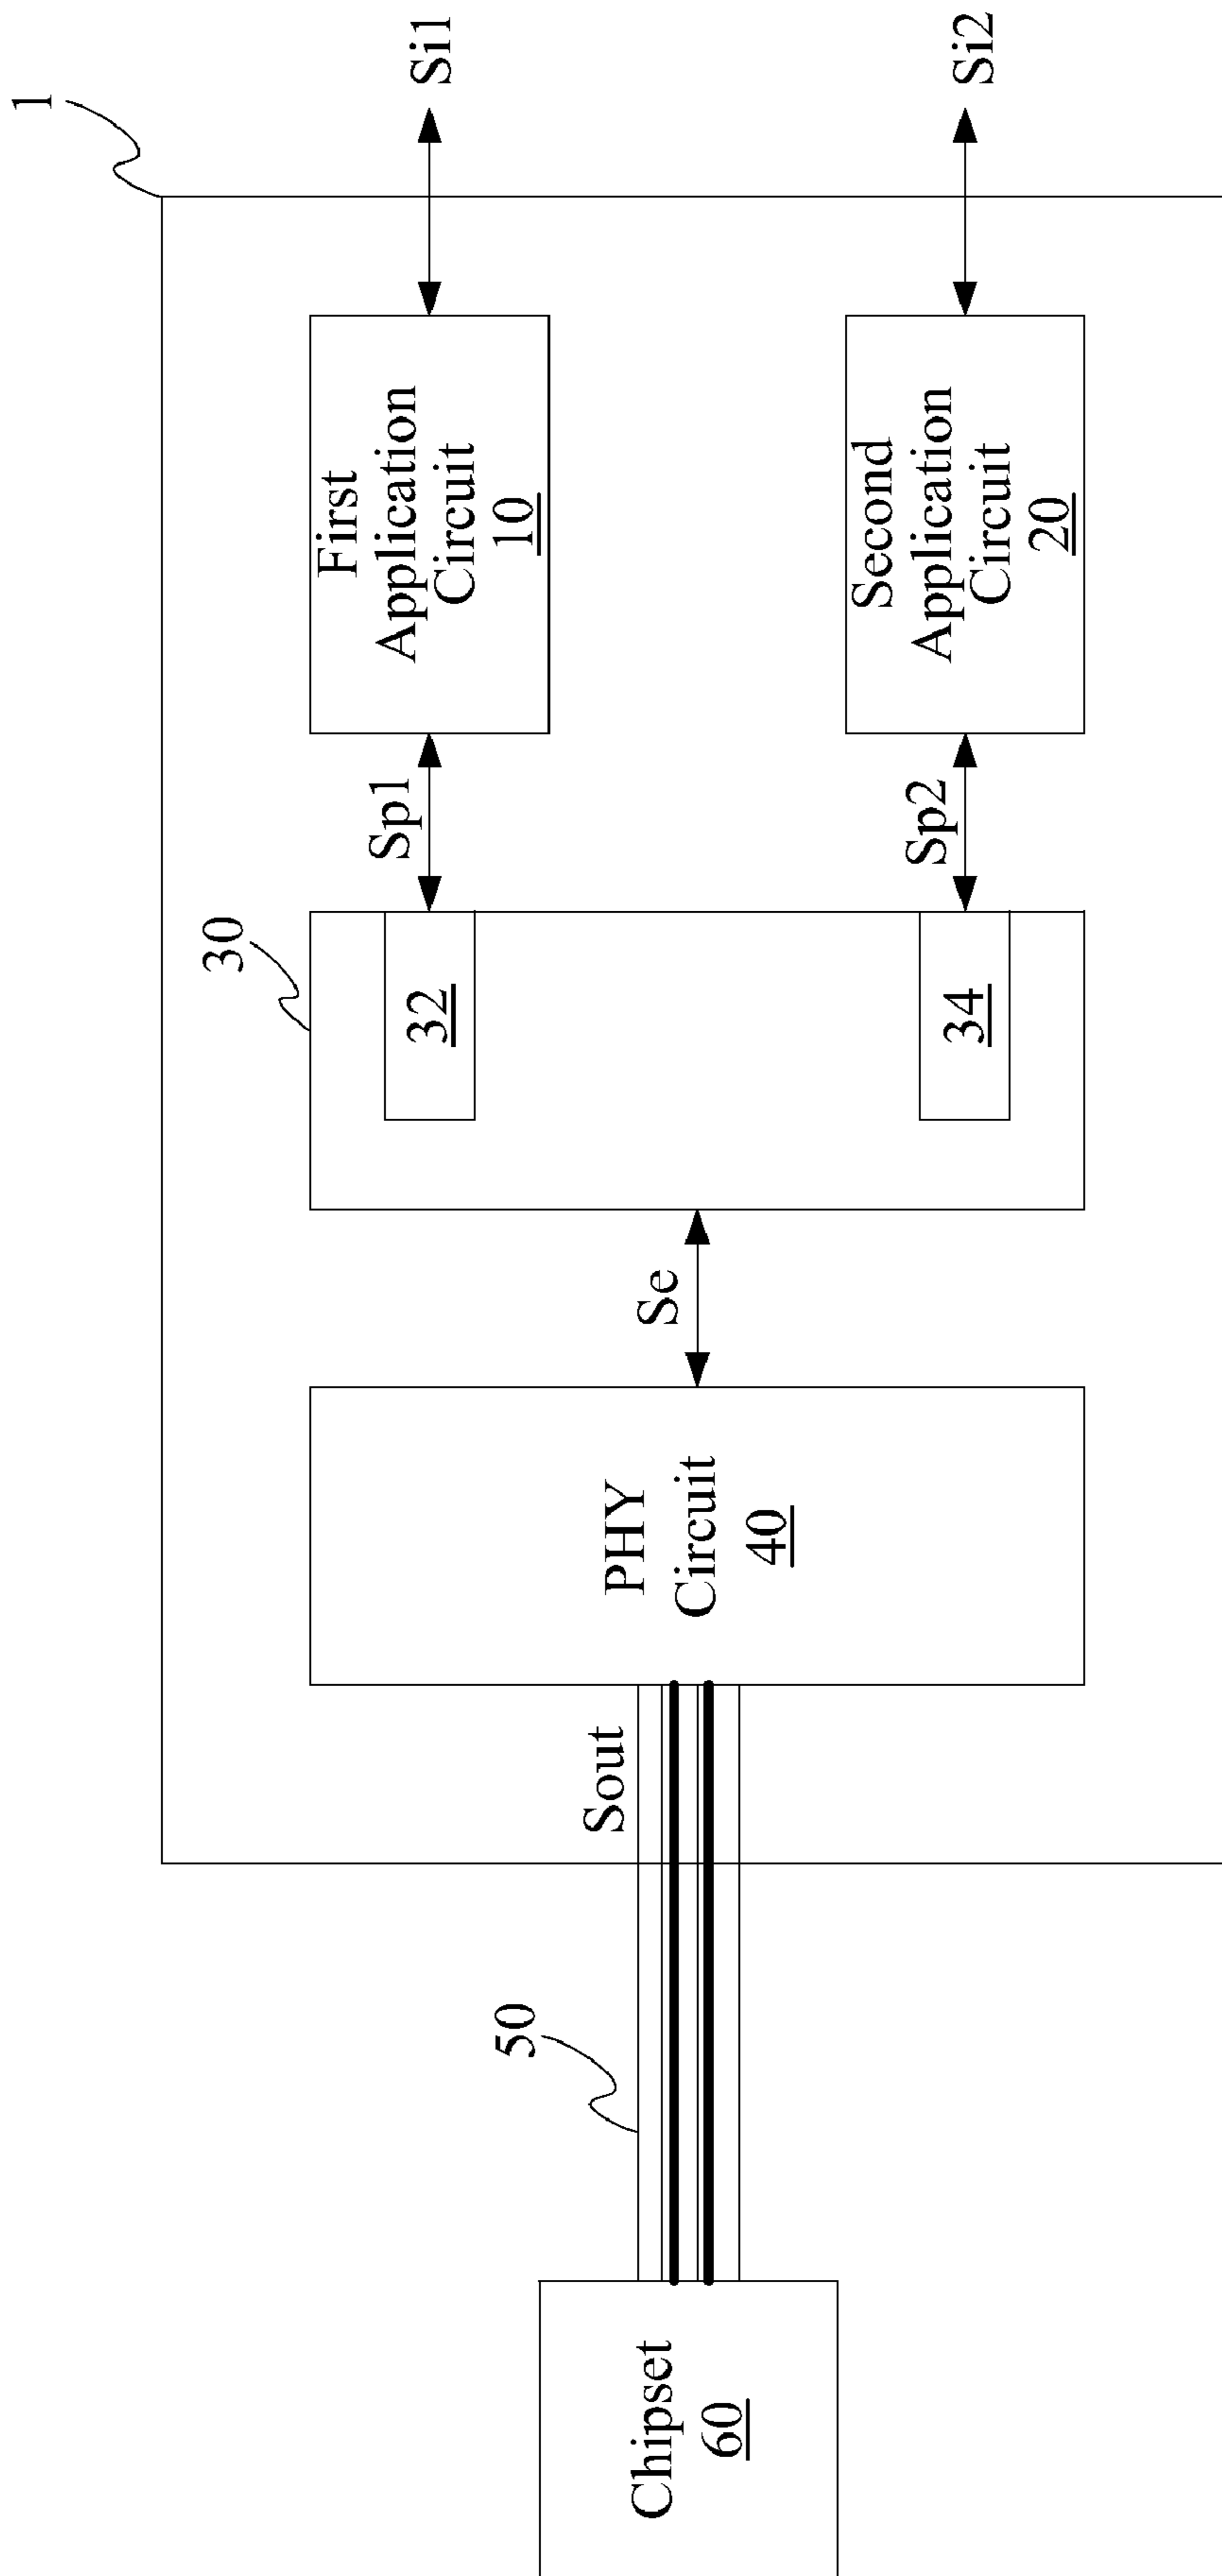 1
Si1
Si2
First
Application
Circuit
10
Second
Application
Circuit
20
Sp1
Sp2
30
32
34
Se
PHY
Circuit
40
Sout
50
Chipset
60